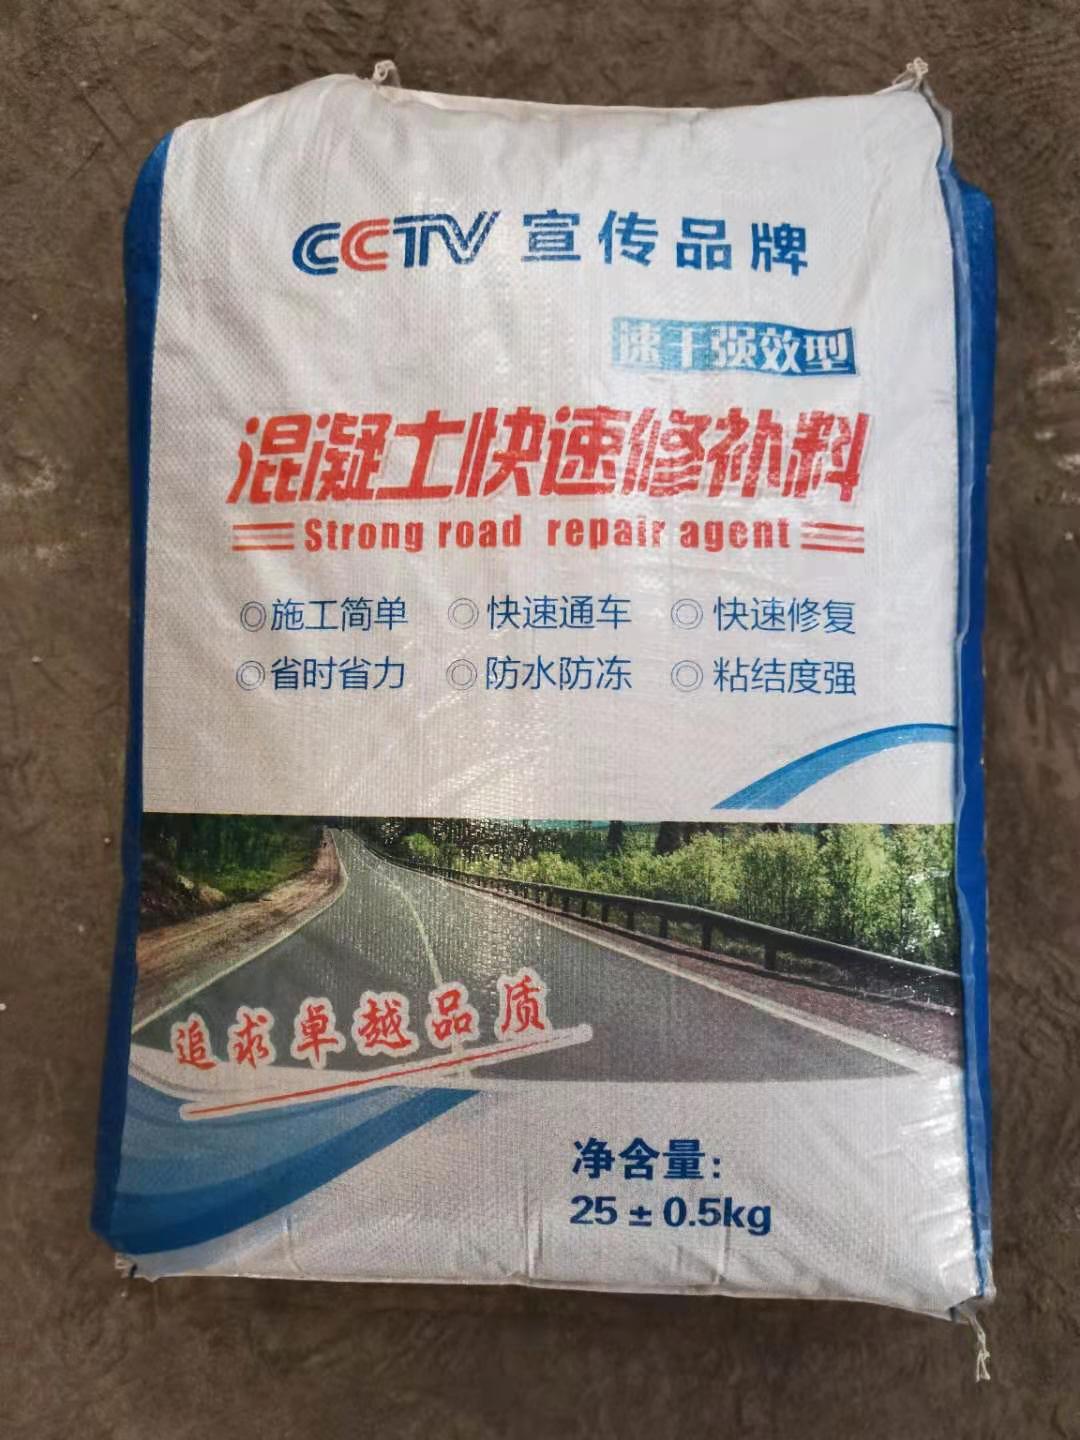 CCTV 宣传品牌
速干强效型
混凝土快速修补料
Strong road repair agent
◎施工简单 ◎快速通车 ◎快速修复
◎省时省力 ◎防水防冻 ◎粘结度强
追求卓越品质
净含量:
25±0.5kg